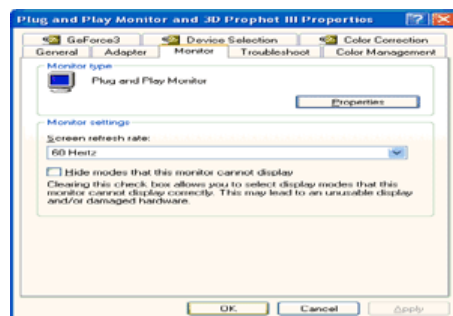 Plug and Play Monitor and 3D Prophet III Properties
GeForce3 Device Selection Color Correction
General Adapter Monitor Troubleshoot Color Management
Monitor type
Plug and Play Monitor
Properties
Monitor settings
Screen refresh rate:
60 Hertz
Hide modes that this monitor cannot display
Clearing this check box allows you to select display modes that this
monitor cannot display correctly. This may lead to an unusable display
and/or damaged hardware.
OK Cancel Apply